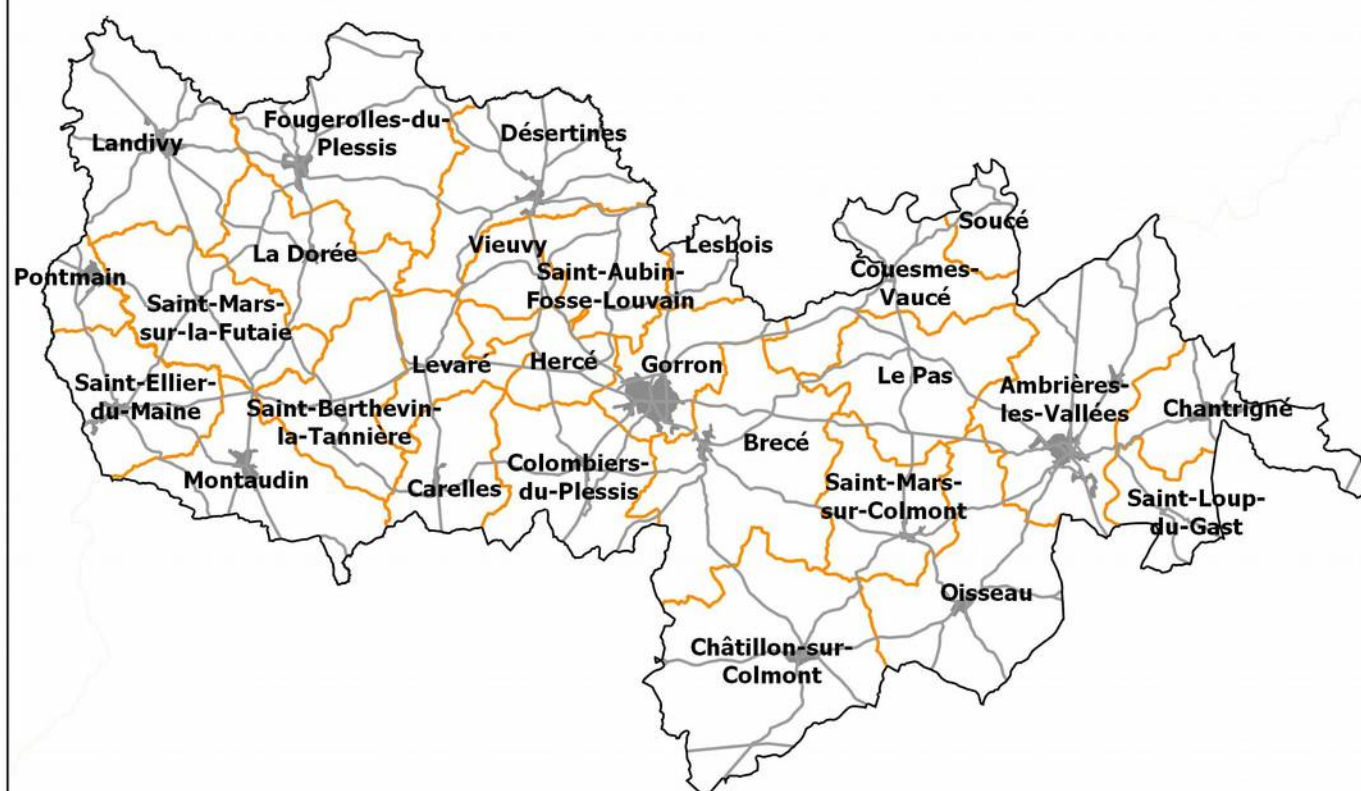 Landivy
Fougerolles-du-
Plessis
Désertines
La Dorée
Vieuvy
Lesbois
Soucé
Pontmain
Saint-Mars-
sur-la-Futaie
Saint-Aubin-
Fosse-Louvain
Couesmes-
Vaucé
Saint-Ellier-
du-Maine
Levaré
Hercé
Gorron
Le Pas
Ambrières-
les-Vallées
Chantrigné
Saint-Berthevin-
la-Tannière
Montaudin
Carelles
Colombiers-
du-Plessis
Brecé
Saint-Mars-
sur-Colmont
Saint-Loup-
du-Gast
Oisseau
Châtillon-sur-
Colmont